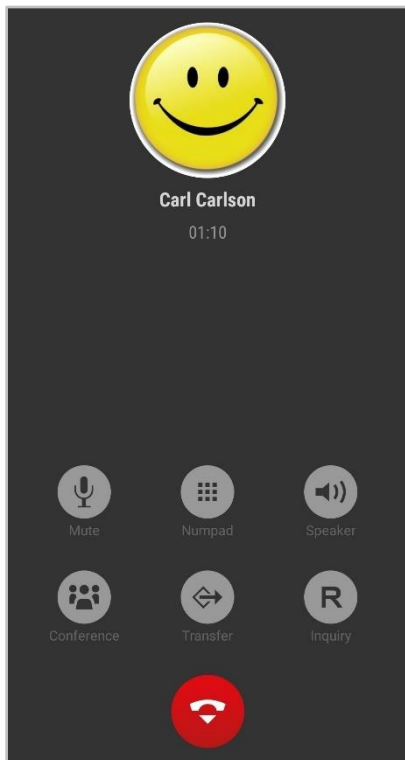 Carl Carlson
01:10
Mute Numpad Speaker
R
Conference Transfer Inquiry